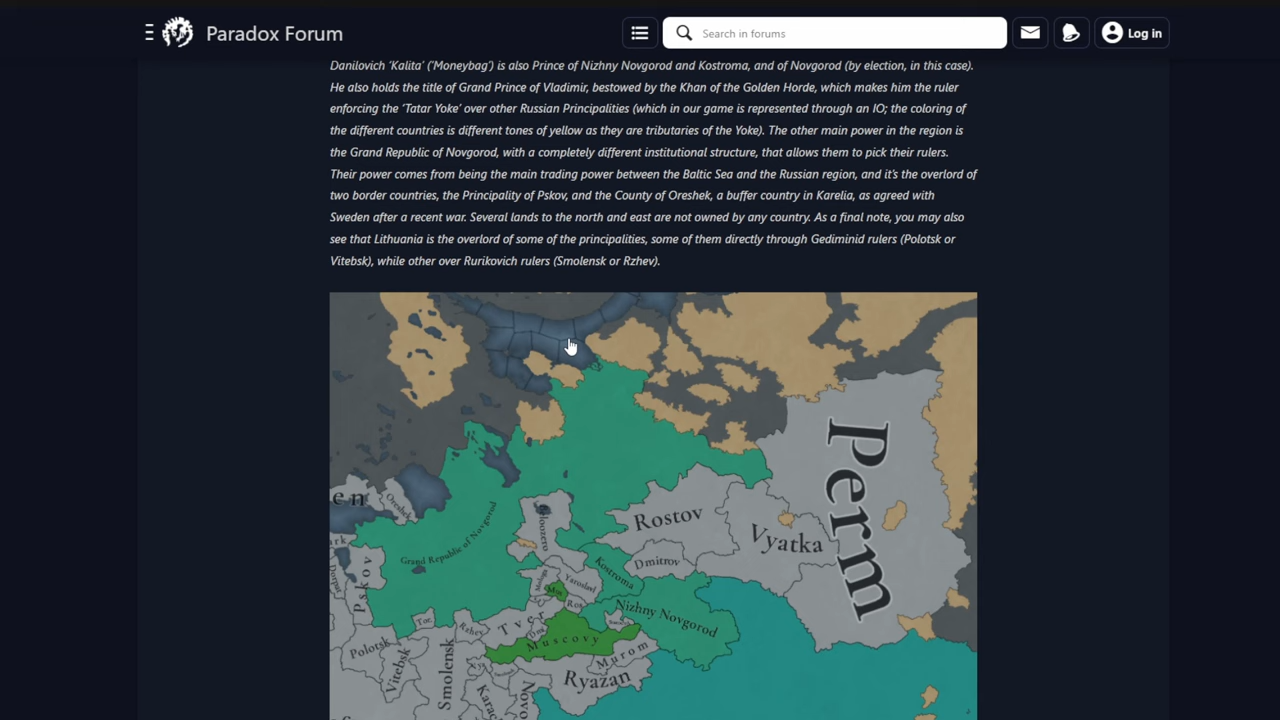 Paradox Forum
Search in forums
Log in
Danilovich 'Kalita' ('Moneybag') is also Prince of Nizhny Novgorod and Kostroma, and of Novgorod (by election, in this case).
He also holds the title of Grand Prince of Vladimir, bestowed by the Khan of the Golden Horde, which makes him the ruler
enforcing the 'Tatar Yoke' over other Russian Principalities (which in our game is represented through an IO; the coloring of
the different countries is different tones of yellow as they are tributaries of the Yoke). The other main power in the region is
the Grand Republic of Novgorod, with a completely different institutional structure, that allows them to pick their rulers.
Their power comes from being the main trading power between the Baltic Sea and the Russian region, and it's the overlord of
two border countries, the Principality of Pskov, and the County of Oreshek, a buffer country in Karelia, as agreed with
Sweden after a recent war. Several lands to the north and east are not owned by any country. As a final note, you may also
see that Lithuania is the overlord of some of the principalities, some of them directly through Gediminid rulers (Polotsk or
Vitebsk), while other over Rurikovich rulers (Smolensk or Rzhev).
Perm
en
Oreshek
Rostov
Beloozero
Vyatka
Grand Republic of Novgorod
ark
Dmitrov
Pskov
Kostroma
Mologa
Yaroslavl
Ros
Nizhny Novgorod
Tor.
Rzhev
Tver
Muscovy
Polotsk
Vitebsk
Smolensk
Murom
Ryazan
Karac
Novo